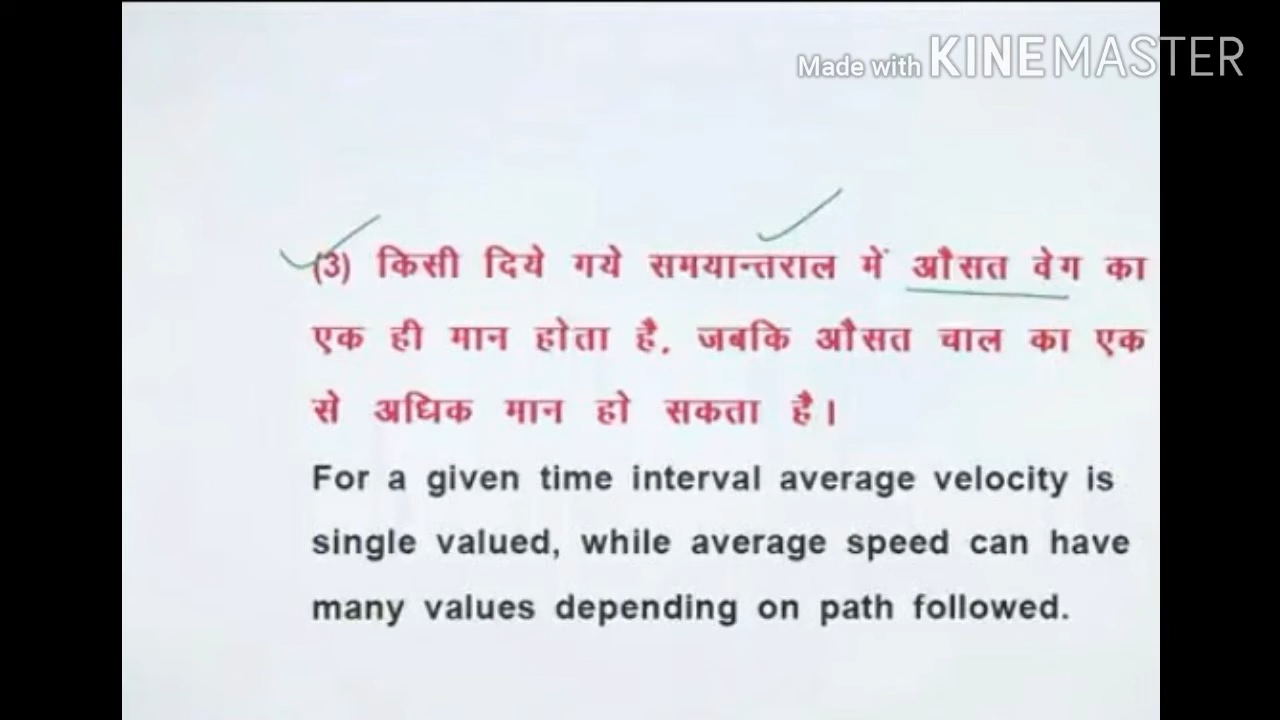 Made with KINEMASTER
(3) किसी दिये गये समयान्तराल में औसत वेग का
एक ही मान होता है, जबकि औसत चाल का एक
से अधिक मान हो सकता है।
For a given time interval average velocity is
single valued, while average speed can have
many values depending on path followed.